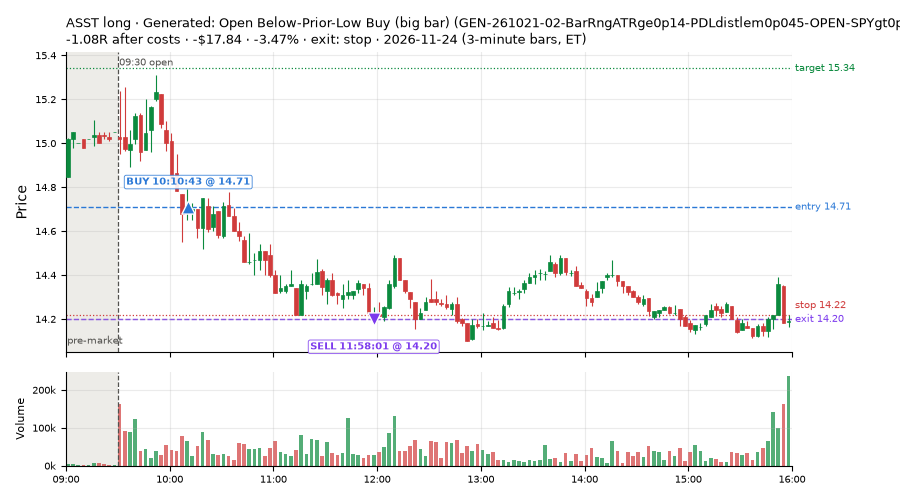 ASST long · Generated: Open Below-Prior-Low Buy (big bar) (GEN-261021-02-BarRngATRge0p14-PDLdistlem0p045-OPEN-SPYgt0p
-1.08R after costs · -$17.84 · -3.47% · exit: stop · 2026-11-24 (3-minute bars, ET)
15.4
15.2
15.0
14.8
14.6
14.4
14.2
Price
09:30 open
pre-market
BUY 10:10:43 @ 14.71
SELL 11:58:01 @ 14.20
target 15.34
entry 14.71
stop 14.22
exit 14.20
200k
100k
0k
Volume
09:00
10:00
11:00
12:00
13:00
14:00
15:00
16:00